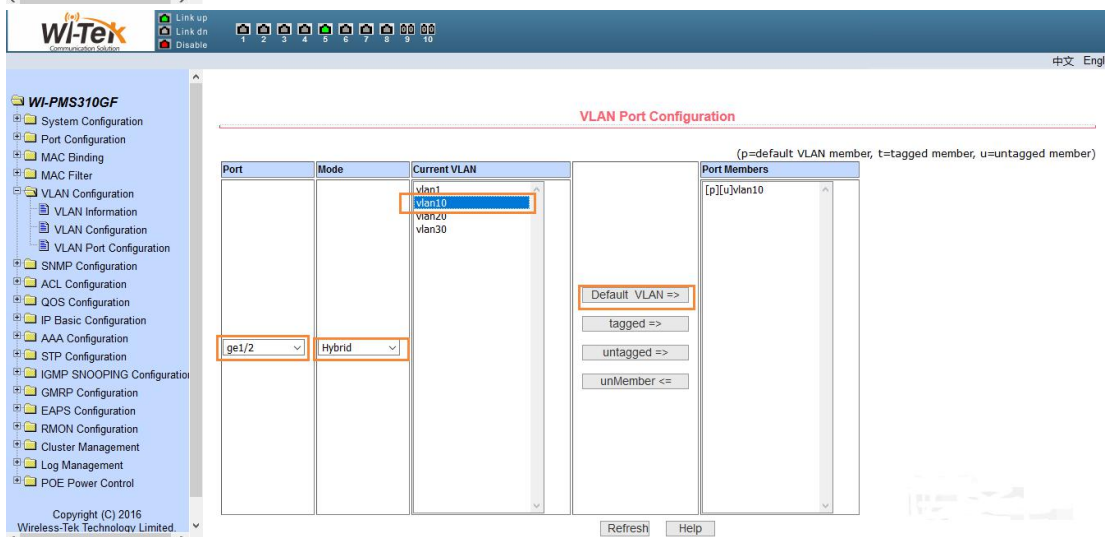 Wi-Tek
Communication Solution
Link up
Link dn
Disable
1 2 3 4 5 6 7 8 9 10
中文 Engl
WI-PMS310GF
System Configuration
Port Configuration
MAC Binding
MAC Filter
VLAN Configuration
VLAN Information
VLAN Configuration
VLAN Port Configuration
SNMP Configuration
ACL Configuration
QOS Configuration
IP Basic Configuration
AAA Configuration
STP Configuration
IGMP SNOOPING Configuration
GMRP Configuration
EAPS Configuration
RMON Configuration
Cluster Management
Log Management
POE Power Control
Copyright (C) 2016
Wireless-Tek Technology Limited.
VLAN Port Configuration
(p=default VLAN member, t=tagged member, u=untagged member)
Port Mode Current VLAN Port Members
ge1/2
Hybrid
vlan1
vlan10
vlan20
vlan30
Default VLAN =>
tagged =>
untagged =>
unMember <=
[p][u]vlan10
Refresh Help